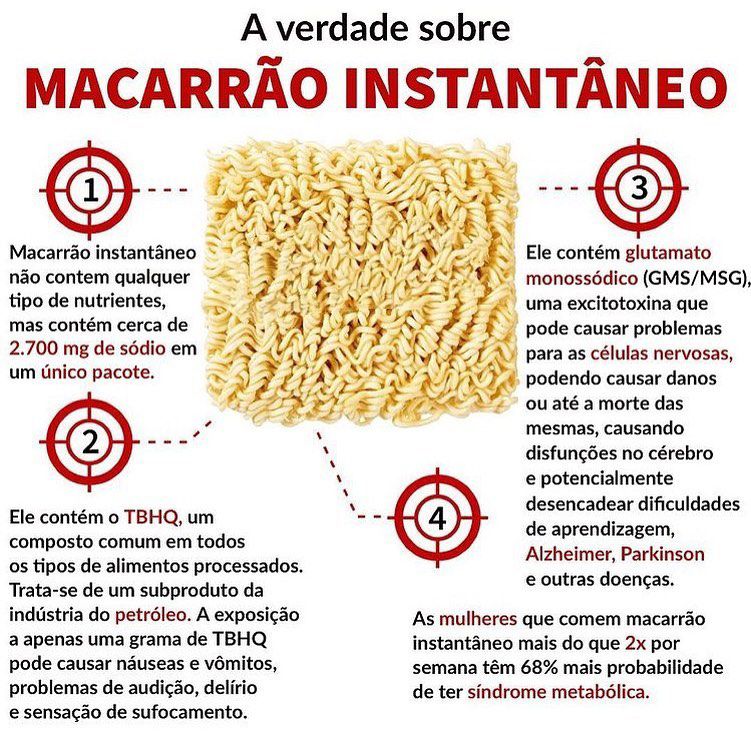 A verdade sobre
MACARRÃO INSTANTÂNEO
1
Macarrão instantâneo
não contem qualquer
tipo de nutrientes,
mas contém cerca de
2.700 mg de sódio em
um único pacote.
2
Ele contém o TBHQ, um
composto comum em todos
os tipos de alimentos processados.
Trata-se de um subproduto da
indústria do petróleo. A exposição
a apenas uma grama de TBHQ
pode causar náuseas e vômitos,
problemas de audição, delírio
e sensação de sufocamento.
3
Ele contém glutamato
monossódico (GMS/MSG),
uma excitotoxina que
pode causar problemas
para as células nervosas,
podendo causar danos
ou até a morte das
mesmas, causando
disfunções no cérebro
e potencialmente
desencadear dificuldades
de aprendizagem,
Alzheimer, Parkinson
e outras doenças.
4
As mulheres que comem macarrão
instantâneo mais do que 2x por
semana têm 68% mais probabilidade
de ter síndrome metabólica.